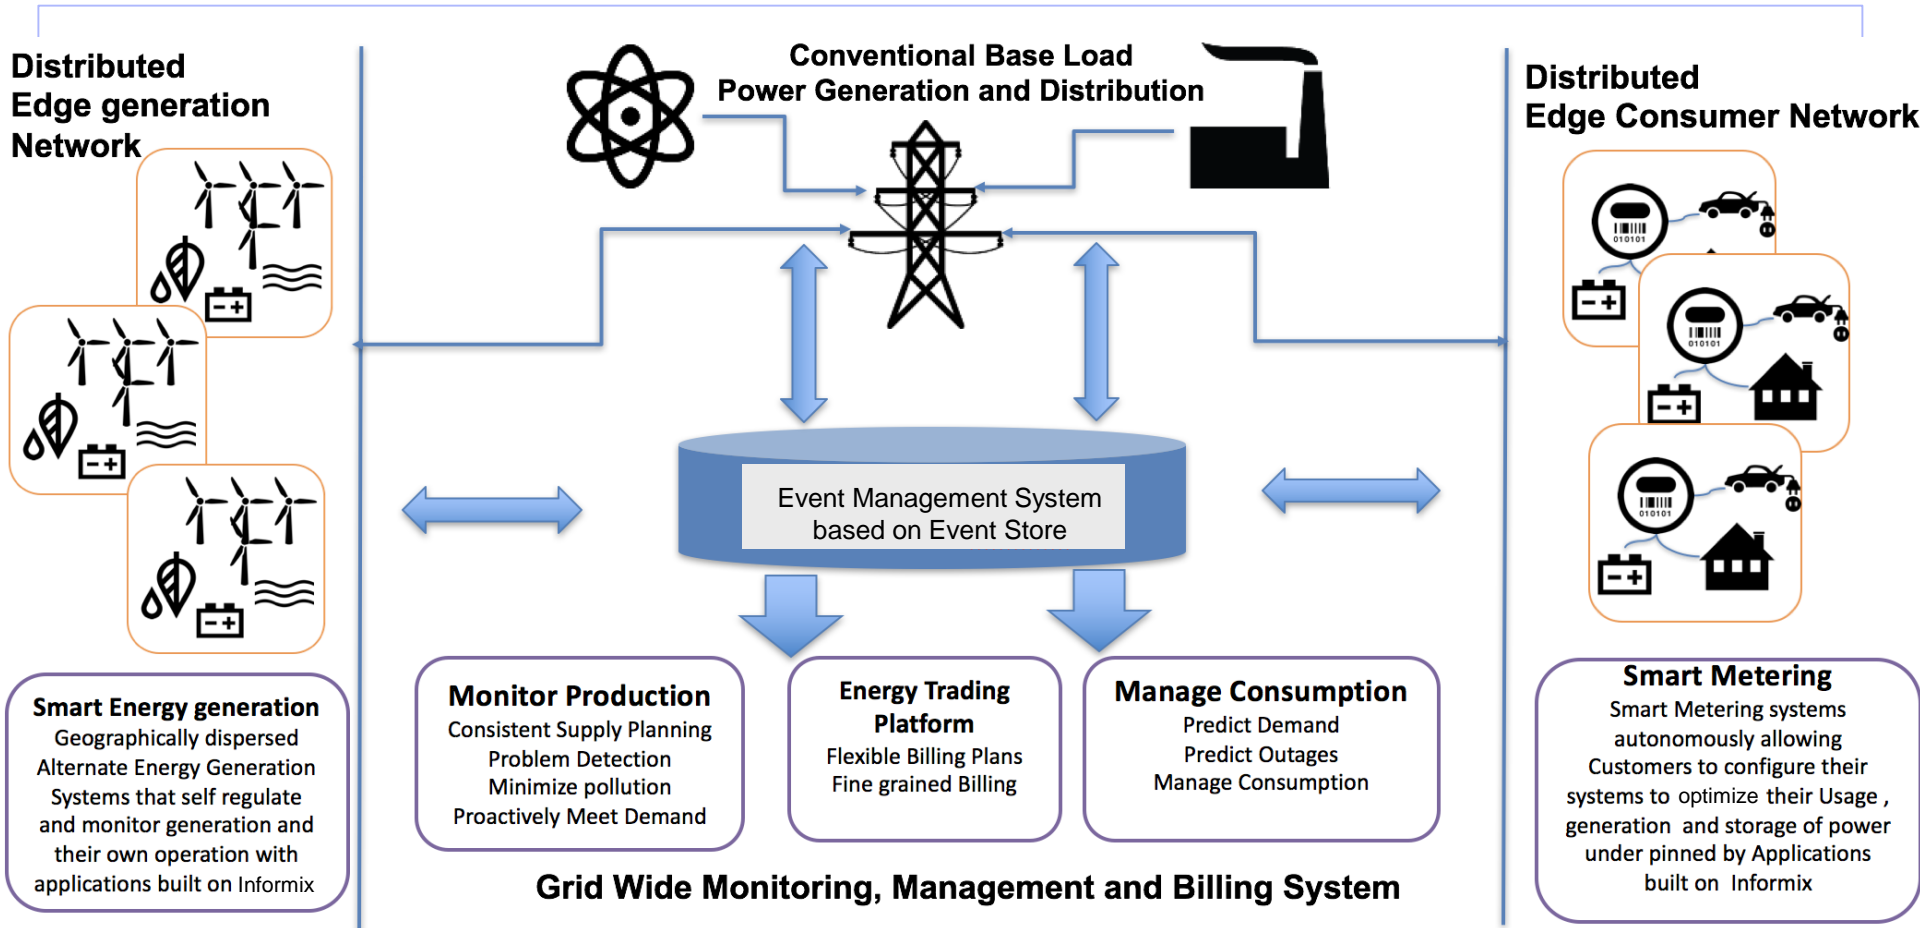 Distributed
Edge generation
Network
Conventional Base Load
Power Generation and Distribution
Distributed
Edge Consumer Network
010101
010101
010101
Event Management System
based on Event Store
Smart Energy generation
Geographically dispersed
Alternate Energy Generation
Systems that self regulate
and monitor generation and
their own operation with
applications built on Informix
Monitor Production
Consistent Supply Planning
Problem Detection
Minimize pollution
Proactively Meet Demand
Energy Trading
Platform
Flexible Billing Plans
Fine grained Billing
Manage Consumption
Predict Demand
Predict Outages
Manage Consumption
Smart Metering
Smart Metering systems
autonomously allowing
Customers to configure their
systems to optimize their Usage ,
generation and storage of power
under pinned by Applications
built on Informix
Grid Wide Monitoring, Management and Billing System